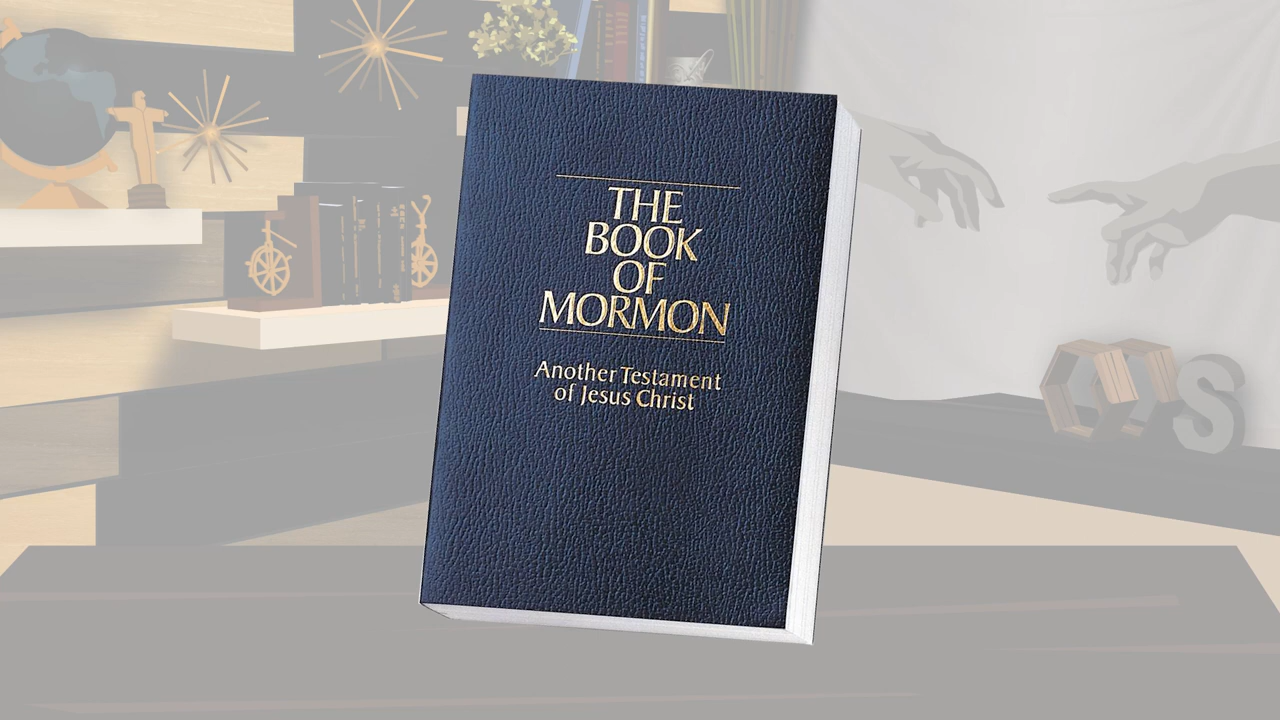 THE
BOOK
OF
MORMON
Another Testament
of Jesus Christ
S